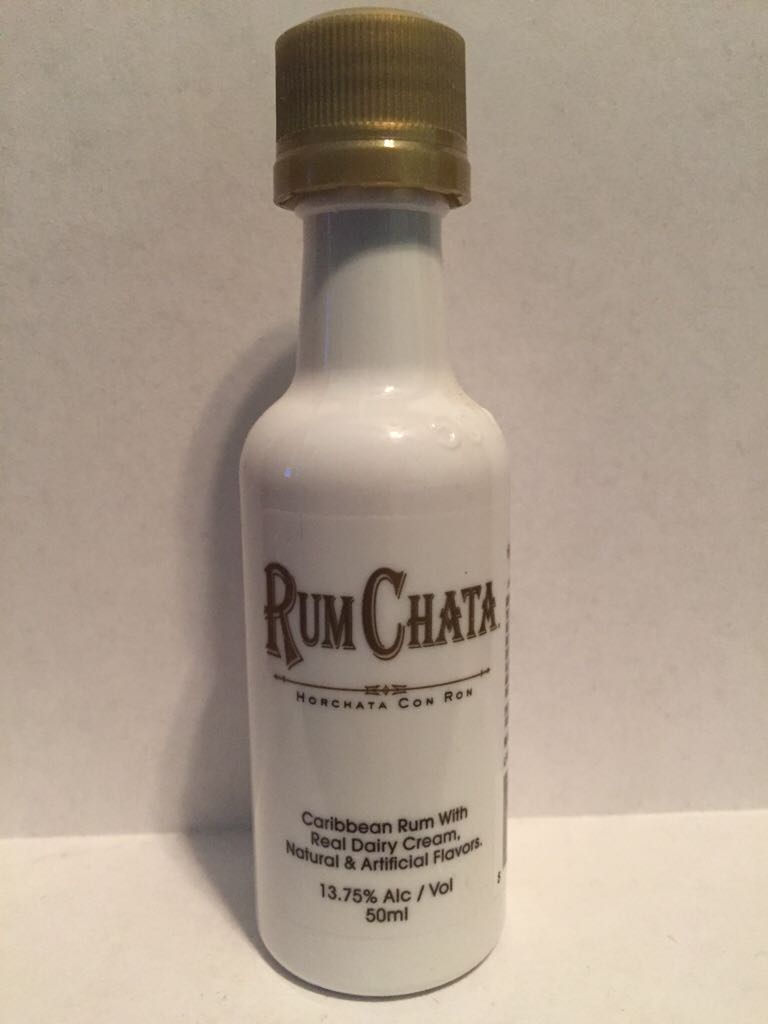 RumChata
Horchata Con Ron
Caribbean Rum With
Real Dairy Cream,
Natural & Artificial Flavors.
13.75% Alc / Vol
50ml